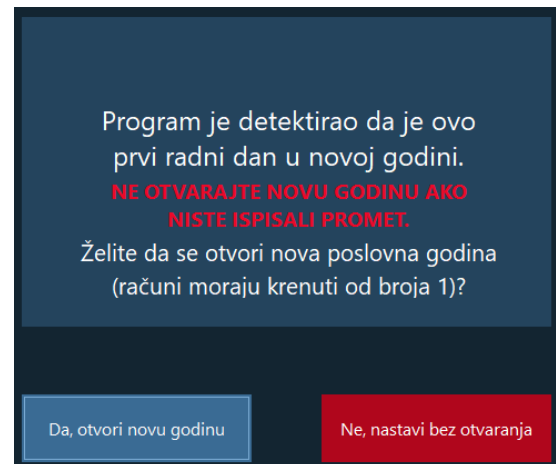 Program je detektirao da je ovo
prvi radni dan u novoj godini.
NE OTVARAJTE NOVU GODINU AKO
NISTE ISPISALI PROMET.
Želite da se otvori nova poslovna godina
(računi moraju krenuti od broja 1)?
Da, otvori novu godinu
Ne, nastavi bez otvaranja